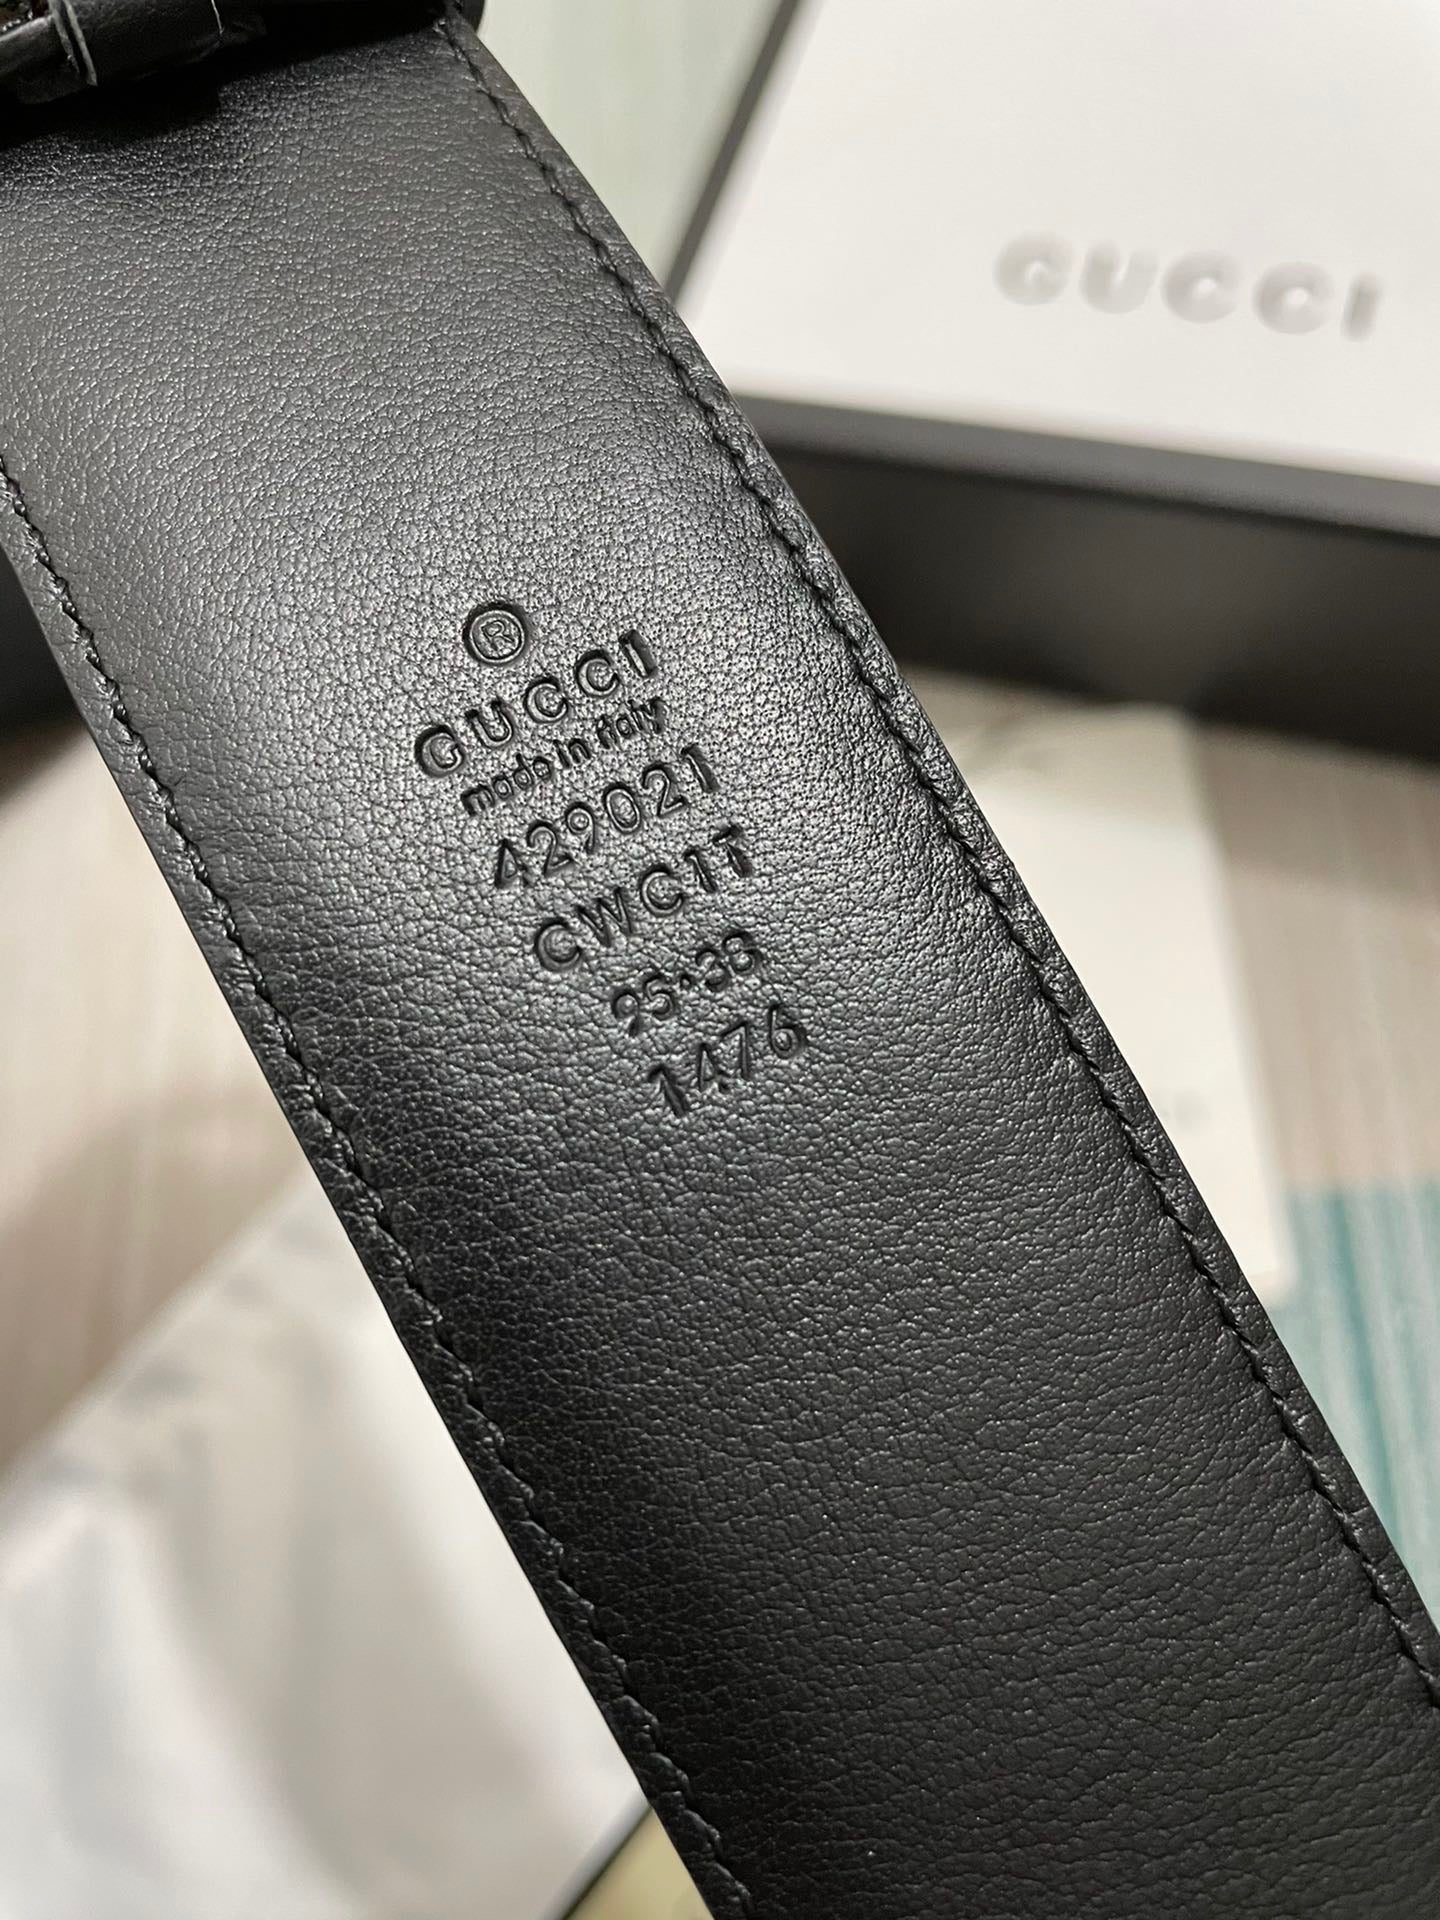 GUCCI
®
GUCCI
made in italy
429021
CWC1T
95·38
1476